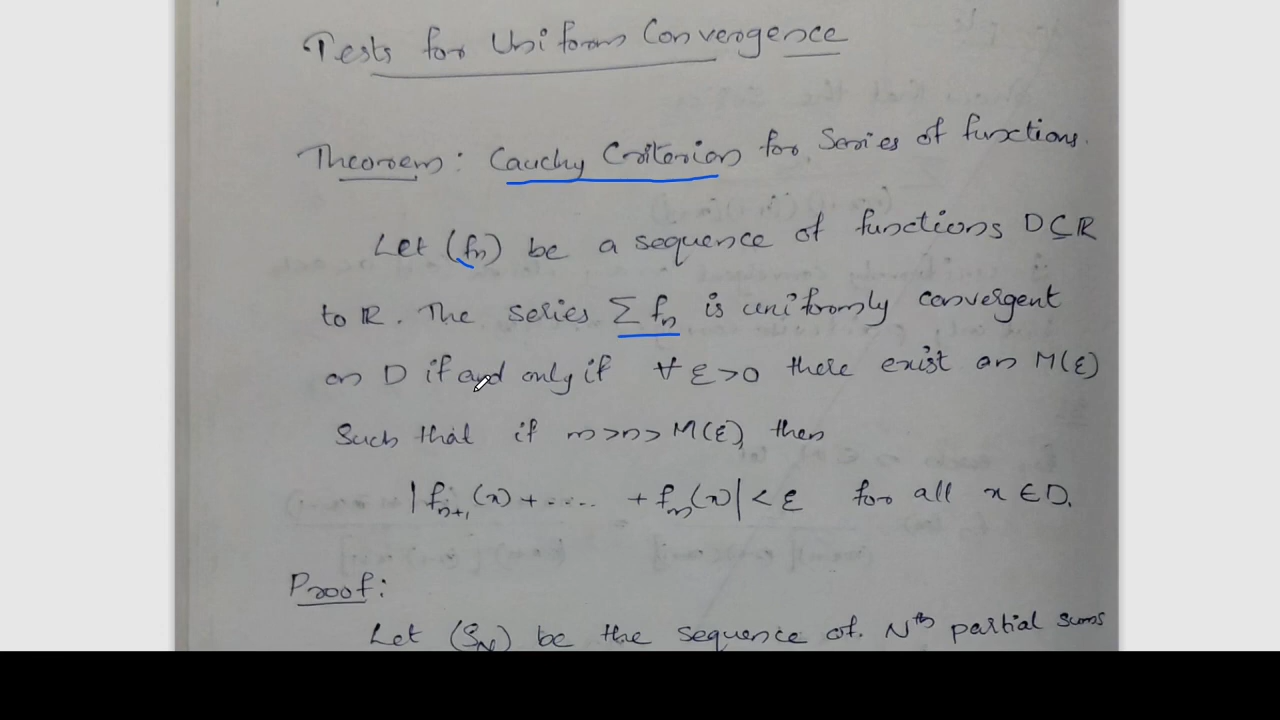 Tests for Uniform Convergence
Theorem: Cauchy Criterion for Series of functions.
Let (fn) be a sequence of functions D⊆R
to R. The series Σ fn is uniformly convergent
on D if and only if ∀ ε>0 there exist an M(ε)
Such that if m>n> M(ε), then
|fn+1(x)+..... +fm(x)|<ε for all x∈D.
Proof:
Let (SN) be the sequence of Nth partial sums